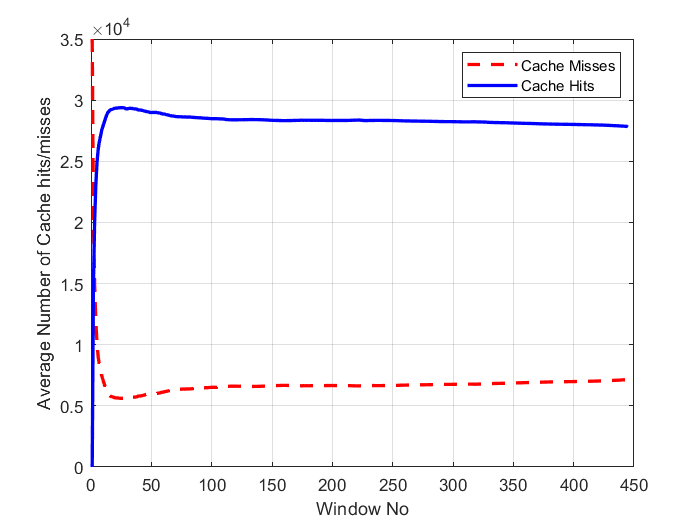 ×10⁴
3.5
3
2.5
2
1.5
1
0.5
0
0 50 100 150 200 250 300 350 400 450
Window No
Average Number of Cache hits/misses
Cache Misses
Cache Hits